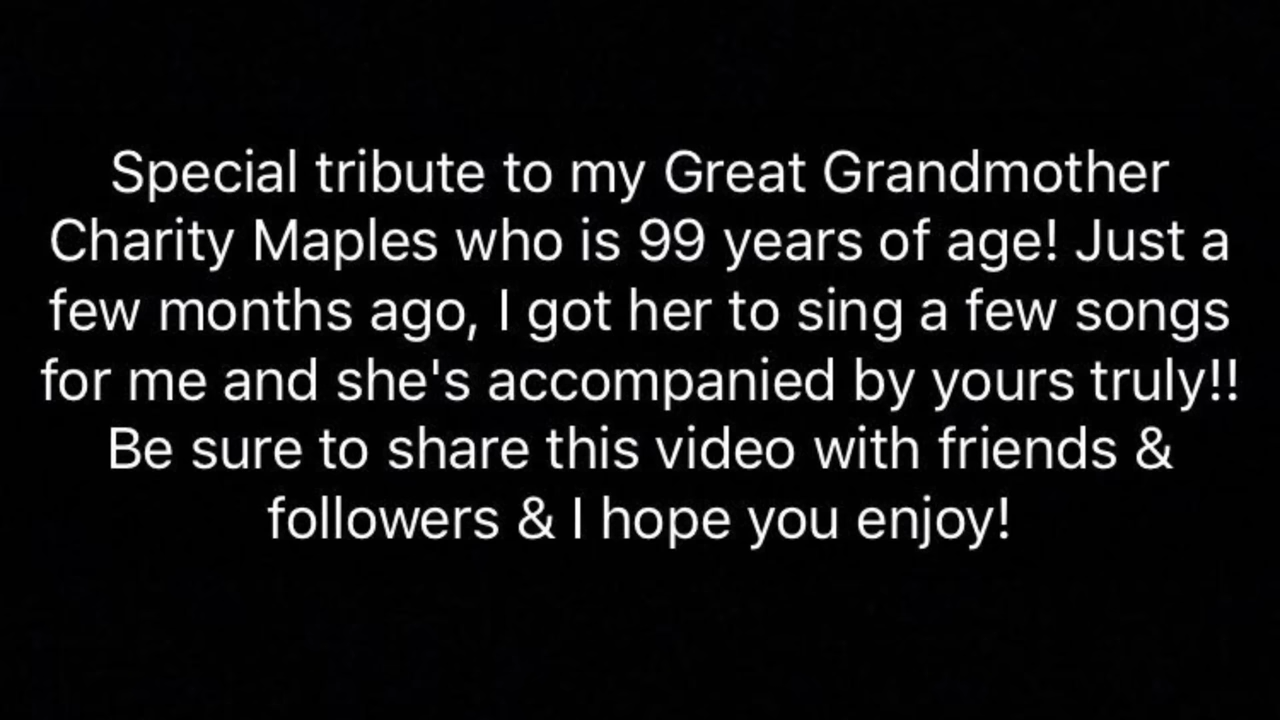 Special tribute to my Great Grandmother
Charity Maples who is 99 years of age! Just a
few months ago, I got her to sing a few songs
for me and she's accompanied by yours truly!!
Be sure to share this video with friends &
followers & I hope you enjoy!